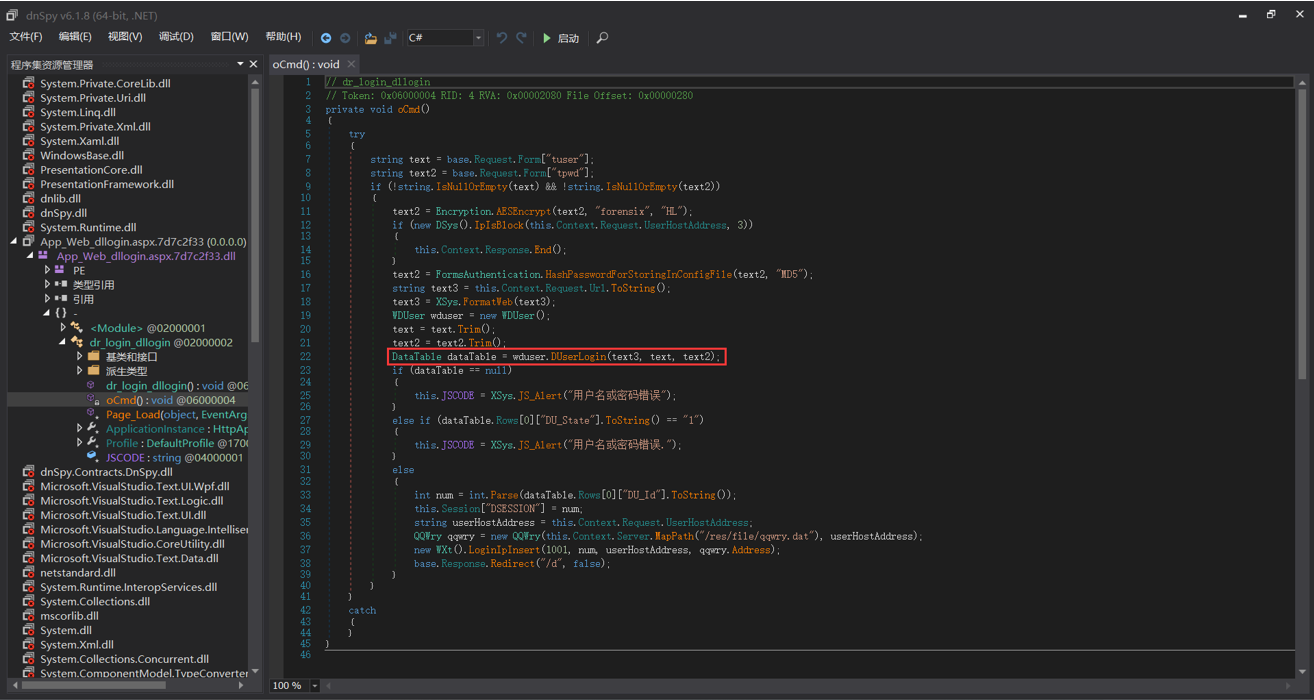 dnSpy v6.1.8 (64-bit, .NET)
文件(F) 编辑(E) 视图(V) 调试(D) 窗口(W) 帮助(H) C# 启动
程序集资源管理器
System.Private.CoreLib.dll
System.Private.Uri.dll
System.Linq.dll
System.Private.Xml.dll
System.Xaml.dll
WindowsBase.dll
PresentationCore.dll
PresentationFramework.dll
dnlib.dll
dnSpy.dll
System.Runtime.dll
App_Web_dllogin.aspx.7d7c2f33 (0.0.0.0)
App_Web_dllogin.aspx.7d7c2f33.dll
PE
类型引用
引用
{ } -
<Module> @02000001
dr_login_dllogin @02000002
基类和接口
派生类型
dr_login_dllogin() : void @06
oCmd() : void @06000004
Page_Load(object, EventArg
ApplicationInstance : HttpAp
Profile : DefaultProfile @1700
JSCODE : string @04000001
dnSpy.Contracts.DnSpy.dll
Microsoft.VisualStudio.Text.UI.Wpf.dll
Microsoft.VisualStudio.Text.Logic.dll
Microsoft.VisualStudio.Text.UI.dll
Microsoft.VisualStudio.Language.Intelliser
Microsoft.VisualStudio.CoreUtility.dll
Microsoft.VisualStudio.Text.Data.dll
netstandard.dll
System.Runtime.InteropServices.dll
System.Collections.dll
mscorlib.dll
System.dll
System.Xml.dll
System.Collections.Concurrent.dll
System.ComponentModel.TypeConverter
oCmd() : void
1 // dr_login_dllogin
2 // Token: 0x06000004 RID: 4 RVA: 0x00002080 File Offset: 0x00000280
3 private void oCmd()
4 {
5 try
6 {
7 string text = base.Request.Form["tuser"];
8 string text2 = base.Request.Form["tpwd"];
9 if (!string.IsNullOrEmpty(text) && !string.IsNullOrEmpty(text2))
10 {
11 text2 = Encryption.AESEncrypt(text2, "forensix", "HL");
12 if (new DSys().IpIsBlock(this.Context.Request.UserHostAddress, 3))
13 {
14 this.Context.Response.End();
15 }
16 text2 = FormsAuthentication.HashPasswordForStoringInConfigFile(text2, "MD5");
17 string text3 = this.Context.Request.Url.ToString();
18 text3 = XSys.FormatWeb(text3);
19 WDUser wduser = new WDUser();
20 text = text.Trim();
21 text2 = text2.Trim();
22 DataTable dataTable = wduser.DUserLogin(text3, text, text2);
23 if (dataTable == null)
24 {
25 this.JSCODE = XSys.JS_Alert("用户名或密码错误");
26 }
27 else if (dataTable.Rows[0]["DU_State"].ToString() == "1")
28 {
29 this.JSCODE = XSys.JS_Alert("用户名或密码错误.");
30 }
31 else
32 {
33 int num = int.Parse(dataTable.Rows[0]["DU_Id"].ToString());
34 this.Session["DSESSION"] = num;
35 string userHostAddress = this.Context.Request.UserHostAddress;
36 QQWry qqwry = new QQWry(this.Context.Server.MapPath("/res/file/qqwry.dat"), userHostAddress);
37 new WXt().LoginIpInsert(1001, num, userHostAddress, qqwry.Address);
38 base.Response.Redirect("/d", false);
39 }
40 }
41 }
42 catch
43 {
44 }
45 }
46
100 %